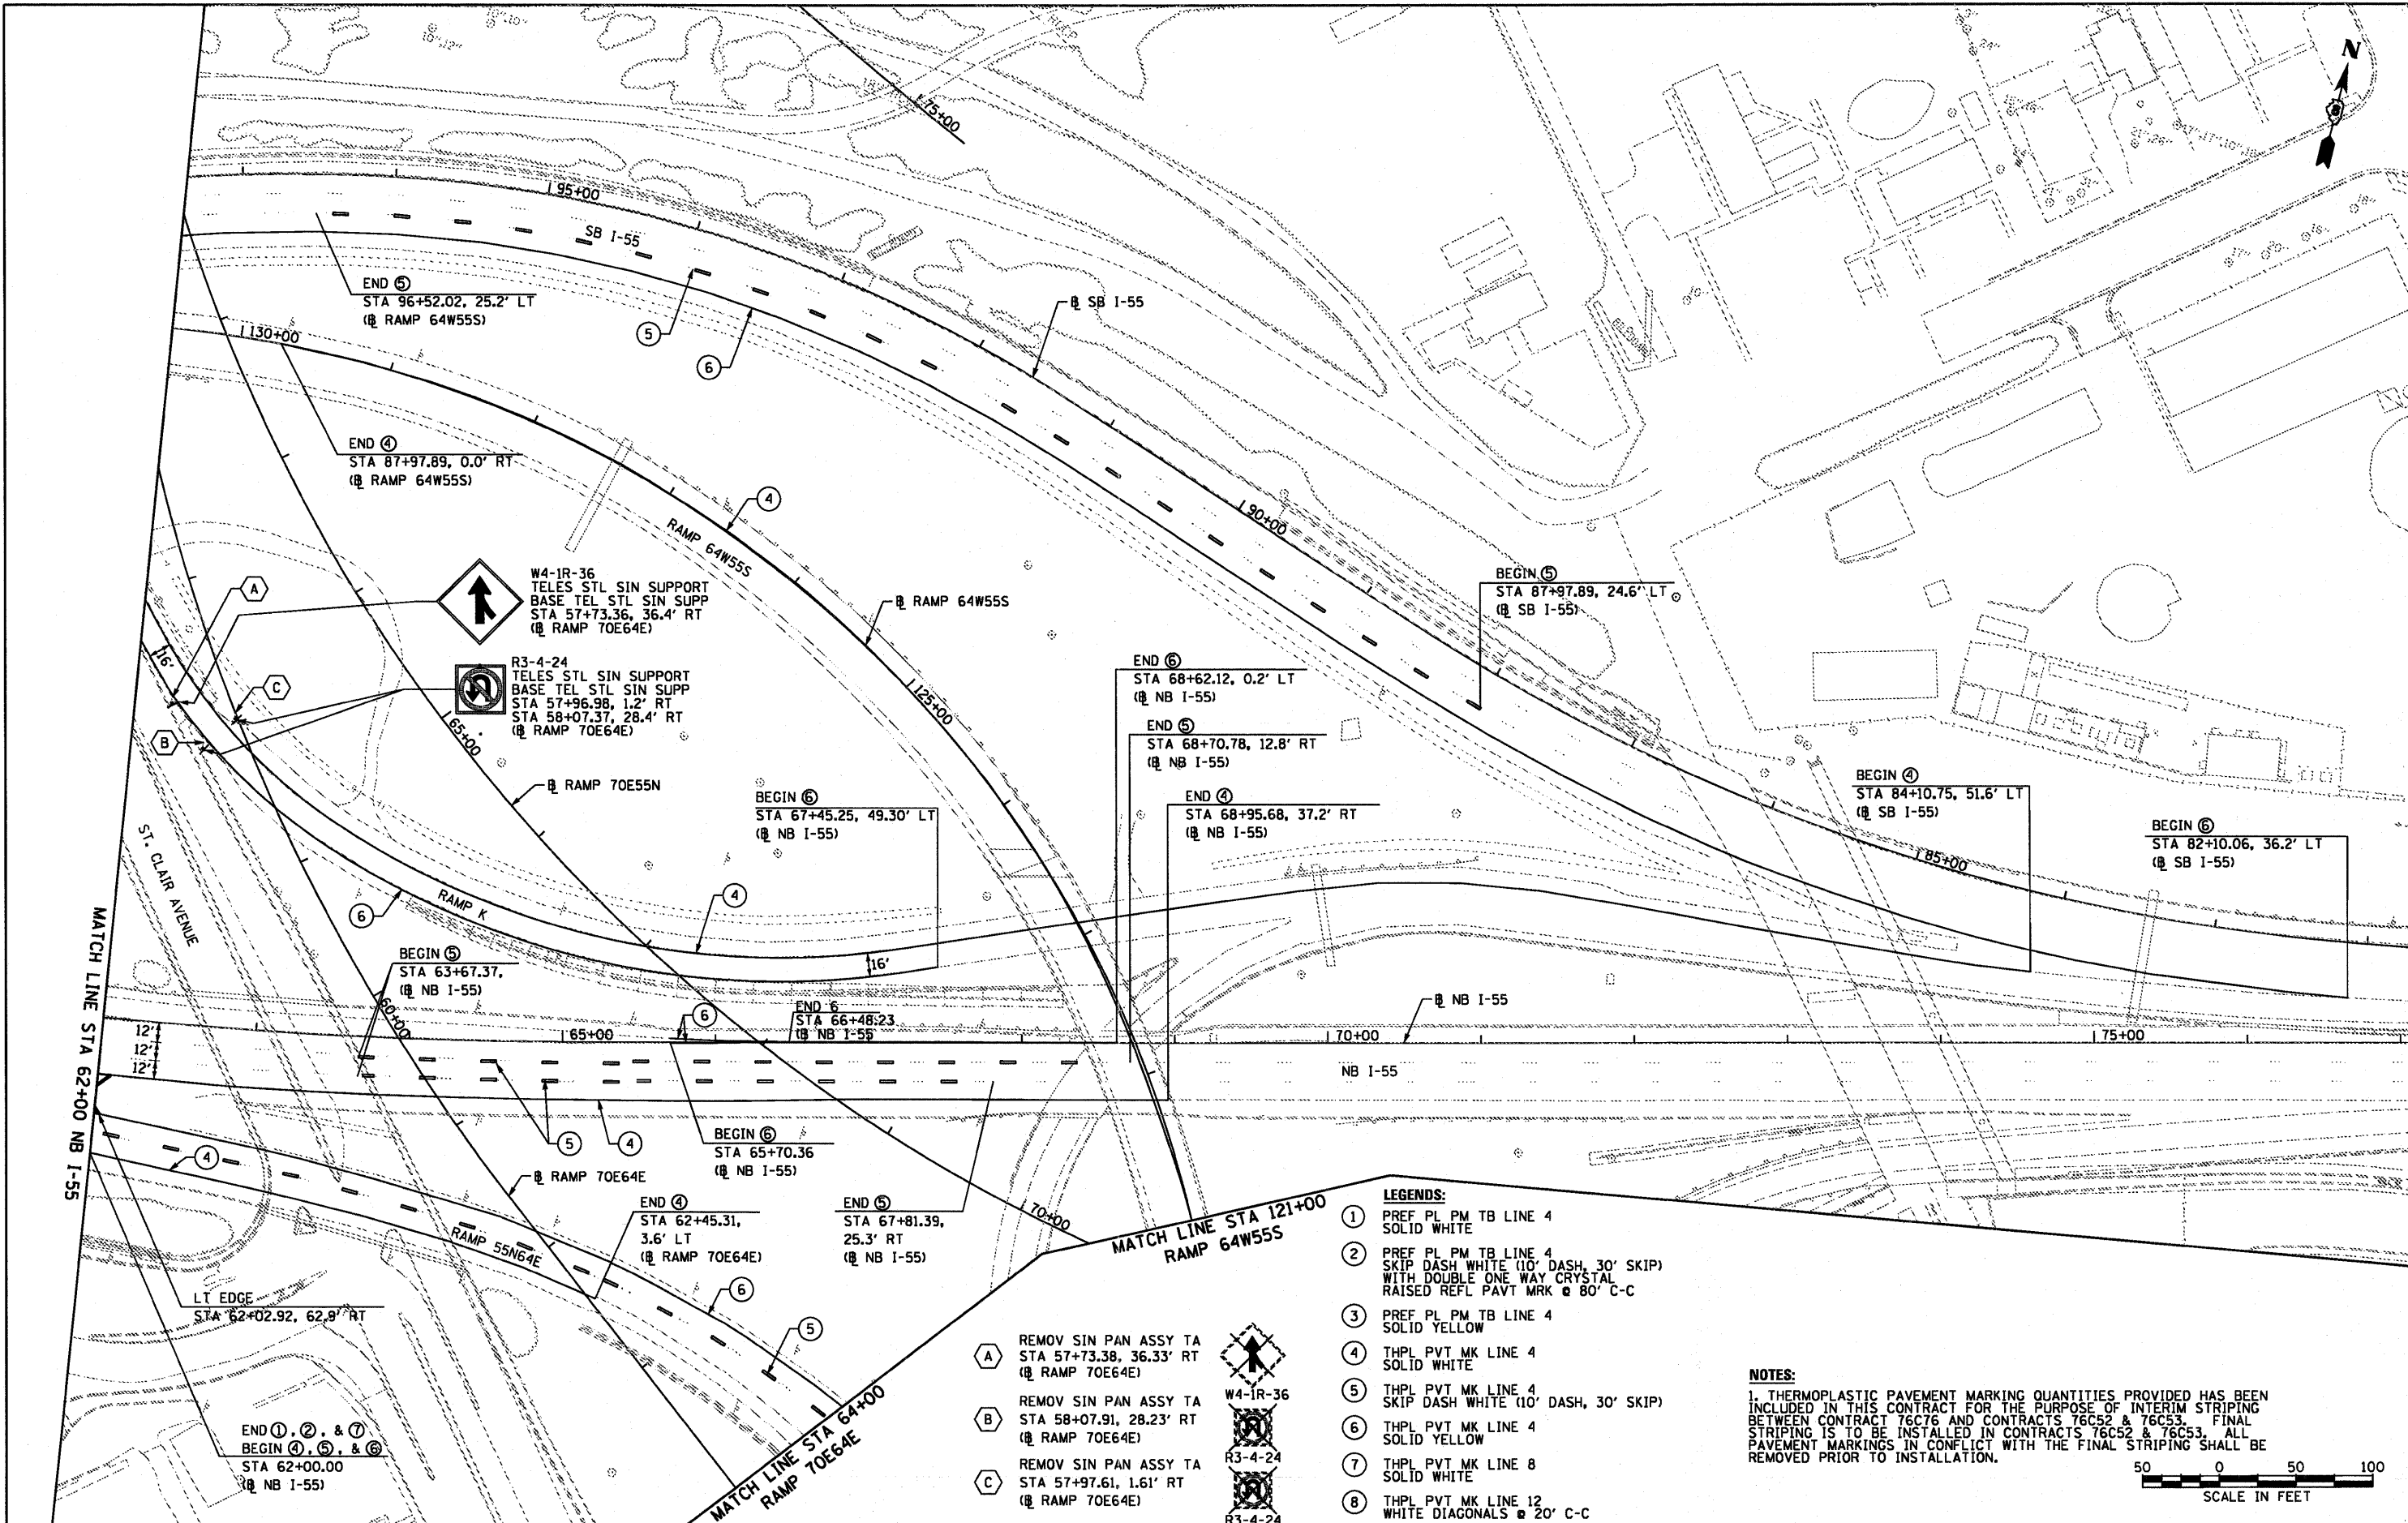 N
75+00
95+00
SB I-55
END ⑤
STA 96+52.02, 25.2' LT
(℄ RAMP 64W55S)
⑤
⑥
℄ SB I-55
130+00
END ④
STA 87+97.89, 0.0' RT
(℄ RAMP 64W55S)
④
RAMP 64W55S
℄ RAMP 64W55S
90+00
BEGIN ⑤
STA 87+97.89, 24.6' LT
(℄ SB I-55)
A
W4-1R-36
TELES STL SIN SUPPORT
BASE TEL STL SIN SUPP
STA 57+73.36, 36.4' RT
(℄ RAMP 70E64E)
16'
C
B
R3-4-24
TELES STL SIN SUPPORT
BASE TEL STL SIN SUPP
STA 57+96.98, 1.2' RT
STA 58+07.37, 28.4' RT
(℄ RAMP 70E64E)
65+00
125+00
END ⑥
STA 68+62.12, 0.2' LT
(℄ NB I-55)
END ⑤
STA 68+70.78, 12.8' RT
(℄ NB I-55)
END ④
STA 68+95.68, 37.2' RT
(℄ NB I-55)
℄ RAMP 70E55N
BEGIN ⑥
STA 67+45.25, 49.30' LT
(℄ NB I-55)
BEGIN ④
STA 84+10.75, 51.6' LT
(℄ SB I-55)
BEGIN ⑥
STA 82+10.06, 36.2' LT
(℄ SB I-55)
85+00
ST. CLAIR AVENUE
RAMP K
⑥
④
16'
BEGIN ⑤
STA 63+67.37,
(℄ NB I-55)
60+00
END 6
STA 66+48.23
(℄ NB I-55
⑥
℄ NB I-55
MATCH LINE STA 62+00 NB I-55
12'
12'
12'
65+00
70+00
75+00
NB I-55
⑤
④
BEGIN ⑥
STA 65+70.36
(℄ NB I-55)
④
℄ RAMP 70E64E
RAMP 55N64E
END ④
STA 62+45.31,
3.6' LT
(℄ RAMP 70E64E)
END ⑤
STA 67+81.39,
25.3' RT
(℄ NB I-55)
70+00
MATCH LINE STA 121+00
RAMP 64W55S
⑥
⑤
LT EDGE
STA 62+02.92, 62.9' RT
END ①, ②, & ⑦
BEGIN ④, ⑤, & ⑥
STA 62+00.00
(℄ NB I-55)
MATCH LINE STA 64+00
RAMP 70E64E
A
REMOV SIN PAN ASSY TA
STA 57+73.38, 36.33' RT
(℄ RAMP 70E64E)
W4-1R-36
B
REMOV SIN PAN ASSY TA
STA 58+07.91, 28.23' RT
(℄ RAMP 70E64E)
R3-4-24
C
REMOV SIN PAN ASSY TA
STA 57+97.61, 1.61' RT
(℄ RAMP 70E64E)
R3-4-24
LEGENDS:
① PREF PL PM TB LINE 4
SOLID WHITE
② PREF PL PM TB LINE 4
SKIP DASH WHITE (10' DASH, 30' SKIP)
WITH DOUBLE ONE WAY CRYSTAL
RAISED REFL PAVT MRK @ 80' C-C
③ PREF PL PM TB LINE 4
SOLID YELLOW
④ THPL PVT MK LINE 4
SOLID WHITE
⑤ THPL PVT MK LINE 4
SKIP DASH WHITE (10' DASH, 30' SKIP)
⑥ THPL PVT MK LINE 4
SOLID YELLOW
⑦ THPL PVT MK LINE 8
SOLID WHITE
⑧ THPL PVT MK LINE 12
WHITE DIAGONALS @ 20' C-C
NOTES:
1. THERMOPLASTIC PAVEMENT MARKING QUANTITIES PROVIDED HAS BEEN
INCLUDED IN THIS CONTRACT FOR THE PURPOSE OF INTERIM STRIPING
BETWEEN CONTRACT 76C76 AND CONTRACTS 76C52 & 76C53. FINAL
STRIPING IS TO BE INSTALLED IN CONTRACTS 76C52 & 76C53. ALL
PAVEMENT MARKINGS IN CONFLICT WITH THE FINAL STRIPING SHALL BE
REMOVED PRIOR TO INSTALLATION.
50 0 50 100
SCALE IN FEET